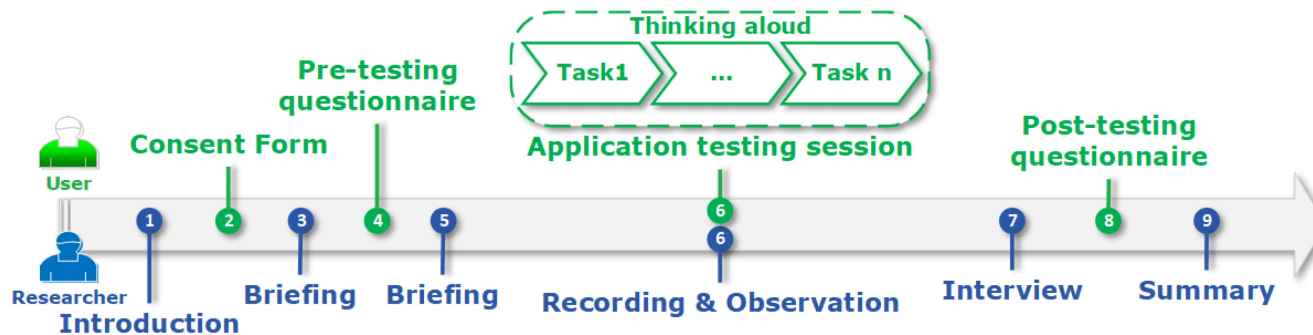 Thinking aloud
Task1
...
Task n
Pre-testing
questionnaire
Consent Form
Application testing session
Post-testing
questionnaire
User
1
2
3
4
5
6
6
7
8
9
Researcher
Introduction
Briefing
Briefing
Recording & Observation
Interview
Summary